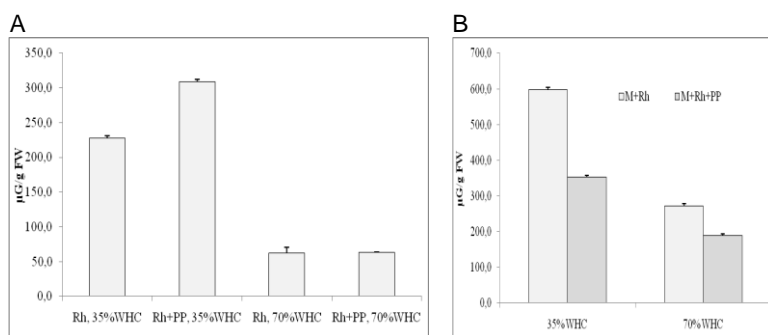 A
350,0
300,0
250,0
200,0
150,0
100,0
50,0
0,0
µG/g FW
Rh, 35%WHC Rh+PP, 35%WHC Rh, 70%WHC Rh+PP, 70%WHC
B
700,0
600,0
500,0
400,0
300,0
200,0
100,0
0,0
µG/g FW
M+Rh M+Rh+PP
35%WHC 70%WHC